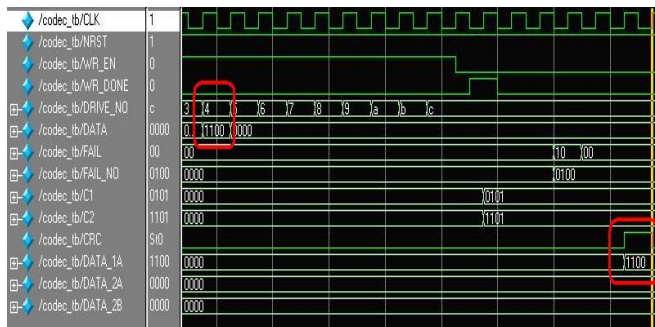 /codec_tb/CLK 1
/codec_tb/NRST 1
/codec_tb/WR_EN 0
/codec_tb/WR_DONE 0
/codec_tb/DRIVE_NO c 3 4 5 6 7 8 9 a b c
/codec_tb/DATA 0000 0.. 1100 0000
/codec_tb/FAIL 00 00 10 00
/codec_tb/FAIL_NO 0100 0000 0100
/codec_tb/C1 0101 0000 0101
/codec_tb/C2 1101 0000 1101
/codec_tb/CRC St0
/codec_tb/DATA_1A 1100 0000 1100
/codec_tb/DATA_2A 0000 0000
/codec_tb/DATA_2B 0000 0000